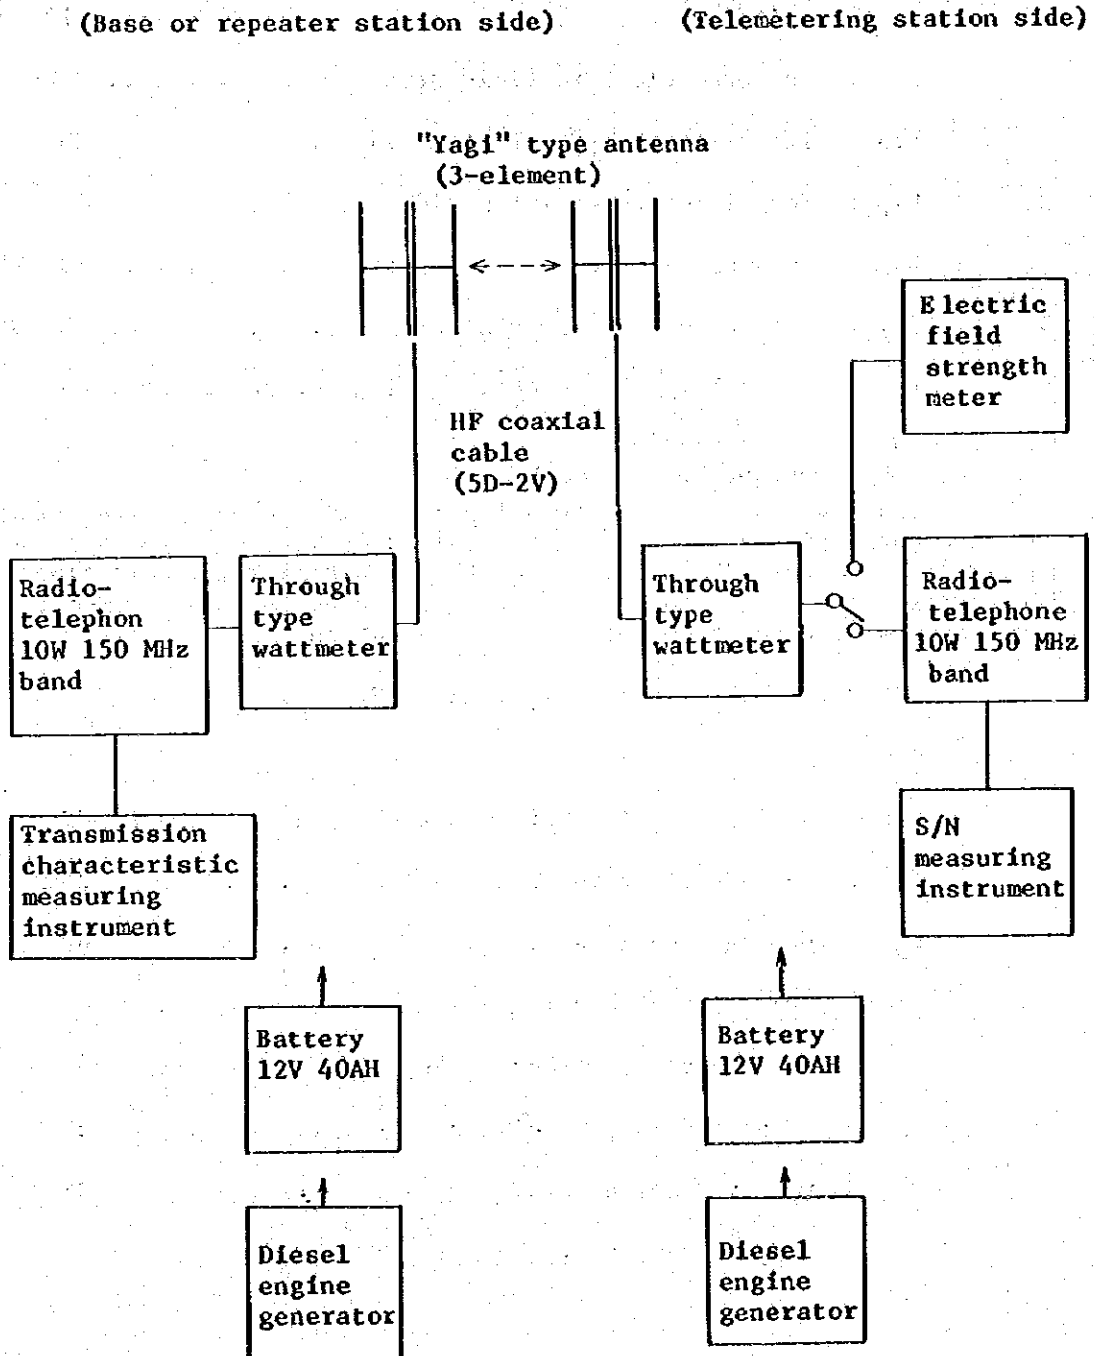 (Base or repeater station side)
(Telemetering station side)
"Yagi" type antenna
(3-element)
Electric
field
strength
meter
HF coaxial
cable
(5D-2V)
Radio-
telephon
10W 150 MHz
band
Through
type
wattmeter
Through
type
wattmeter
Radio-
telephone
10W 150 MHz
band
Transmission
characteristic
measuring
instrument
S/N
measuring
instrument
Battery
12V 40AH
Battery
12V 40AH
Diesel
engine
generator
Diesel
engine
generator